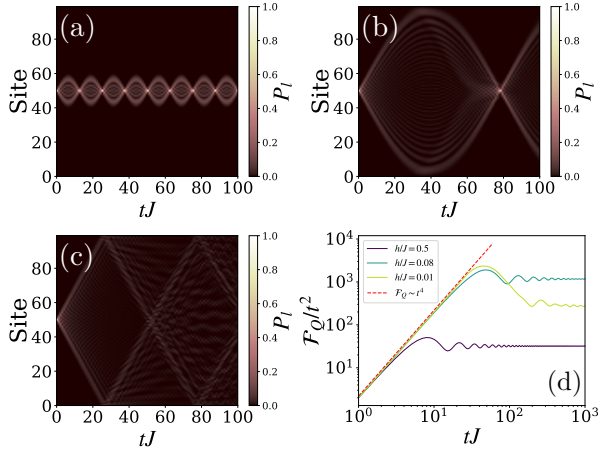 (a)
Site
80
60
40
20
0
0 20 40 60 80 100
tJ
1.0
0.8
0.6
0.4
0.2
0.0
P_l
(b)
Site
80
60
40
20
0
0 20 40 60 80 100
tJ
1.0
0.8
0.6
0.4
0.2
0.0
P_l
(c)
Site
80
60
40
20
0
0 20 40 60 80 100
tJ
1.0
0.8
0.6
0.4
0.2
0.0
P_l
h/J = 0.5
h/J = 0.08
h/J = 0.01
F_Q ~ t^4
F_Q/t^2
10^4
10^3
10^2
10^1
(d)
10^0 10^1 10^2 10^3
tJ